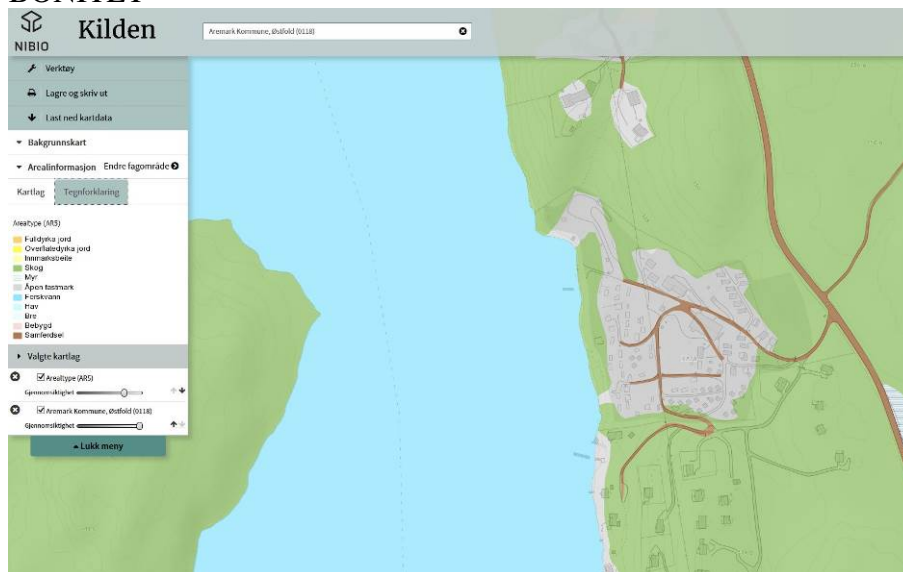 BONITET
NIBIO
Kilden
Aremark Kommune, Østfold (0118)
Verktøy
Lagre og skriv ut
Last ned kartdata
Bakgrunnskart
Arealinformasjon Endre fagområde
Kartlag Tegnforklaring
Arealtype (AR5)
Fulldyrka jord
Overflatedyrka jord
Innmarksbeite
Skog
Myr
Åpen fastmark
Ferskvann
Hav
Bre
Bebygd
Samferdsel
Valgte kartlag
Arealtype (AR5)
Gjennomsiktighet
Aremark Kommune, Østfold (0118)
Gjennomsiktighet
Lukk meny